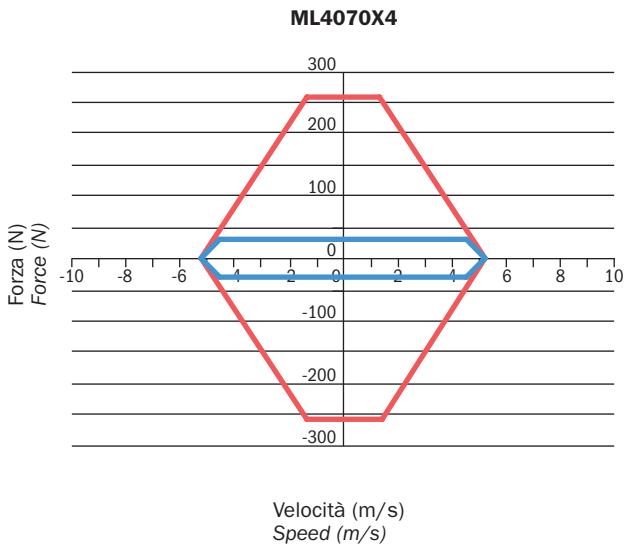 ML4070X4
300
200
100
0
-10 -8 -6 -4 -2 0 2 4 6 8 10
-100
-200
-300
Forza (N)
Force (N)
Velocità (m/s)
Speed (m/s)